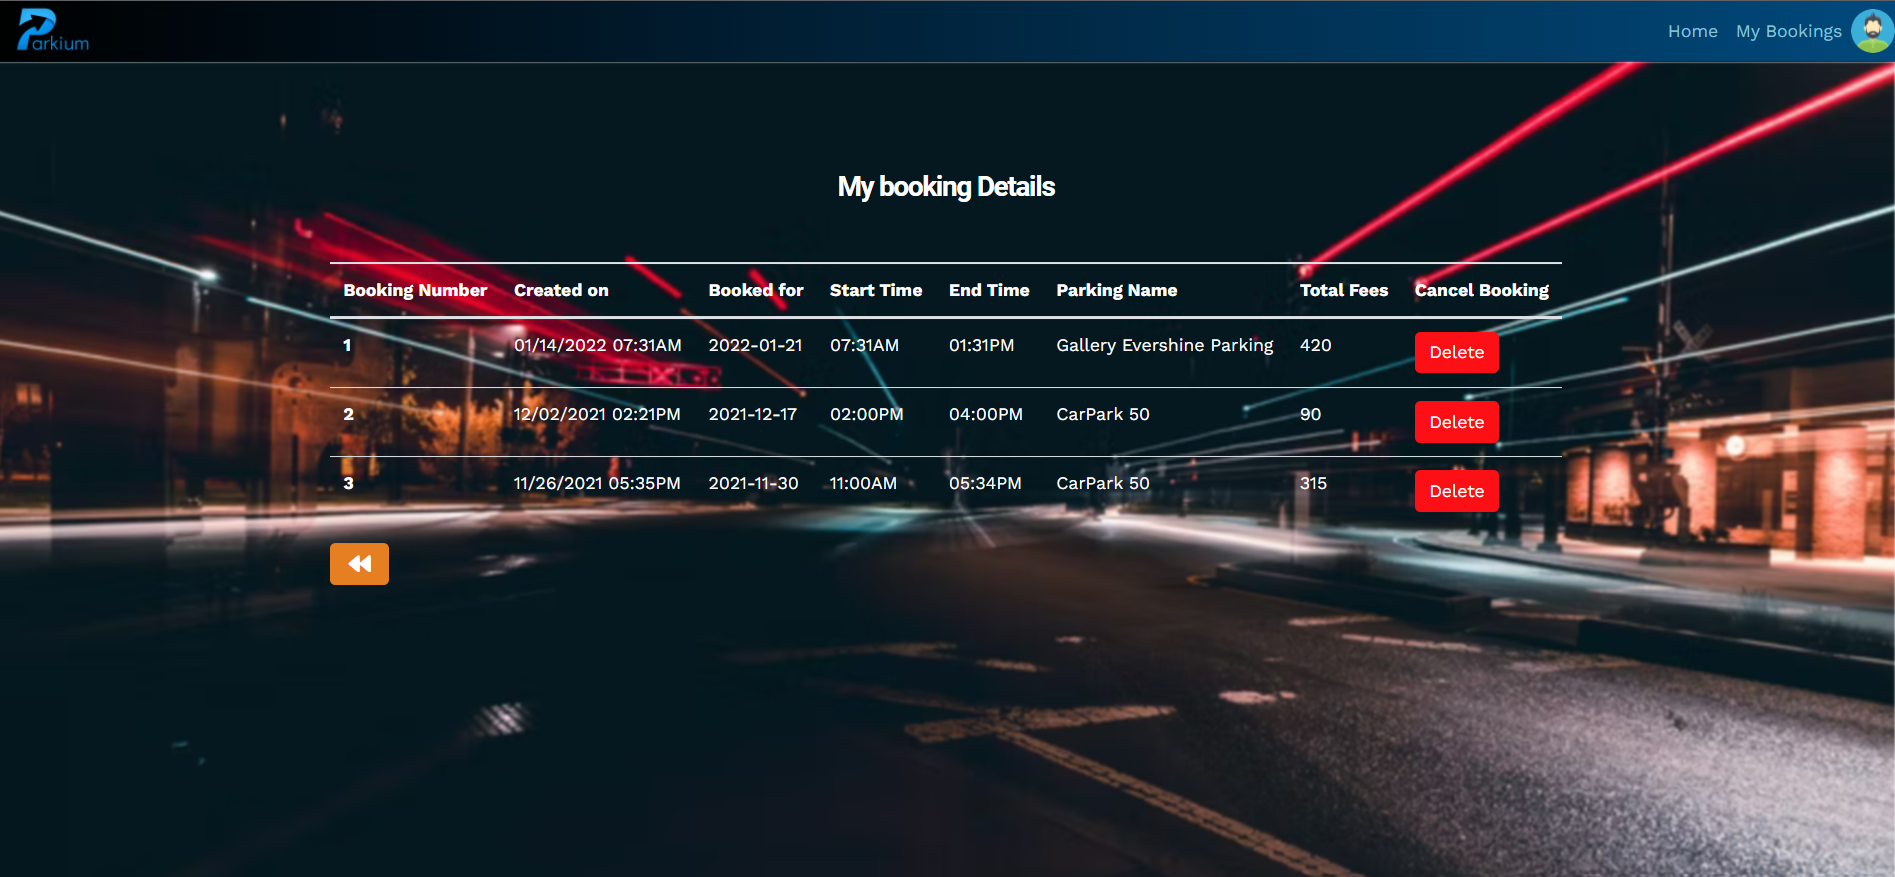 Parkium
Home My Bookings
My booking Details
Booking Number Created on Booked for Start Time End Time Parking Name Total Fees Cancel Booking
1 01/14/2022 07:31AM 2022-01-21 07:31AM 01:31PM Gallery Evershine Parking 420 Delete
2 12/02/2021 02:21PM 2021-12-17 02:00PM 04:00PM CarPark 50 90 Delete
3 11/26/2021 05:35PM 2021-11-30 11:00AM 05:34PM CarPark 50 315 Delete